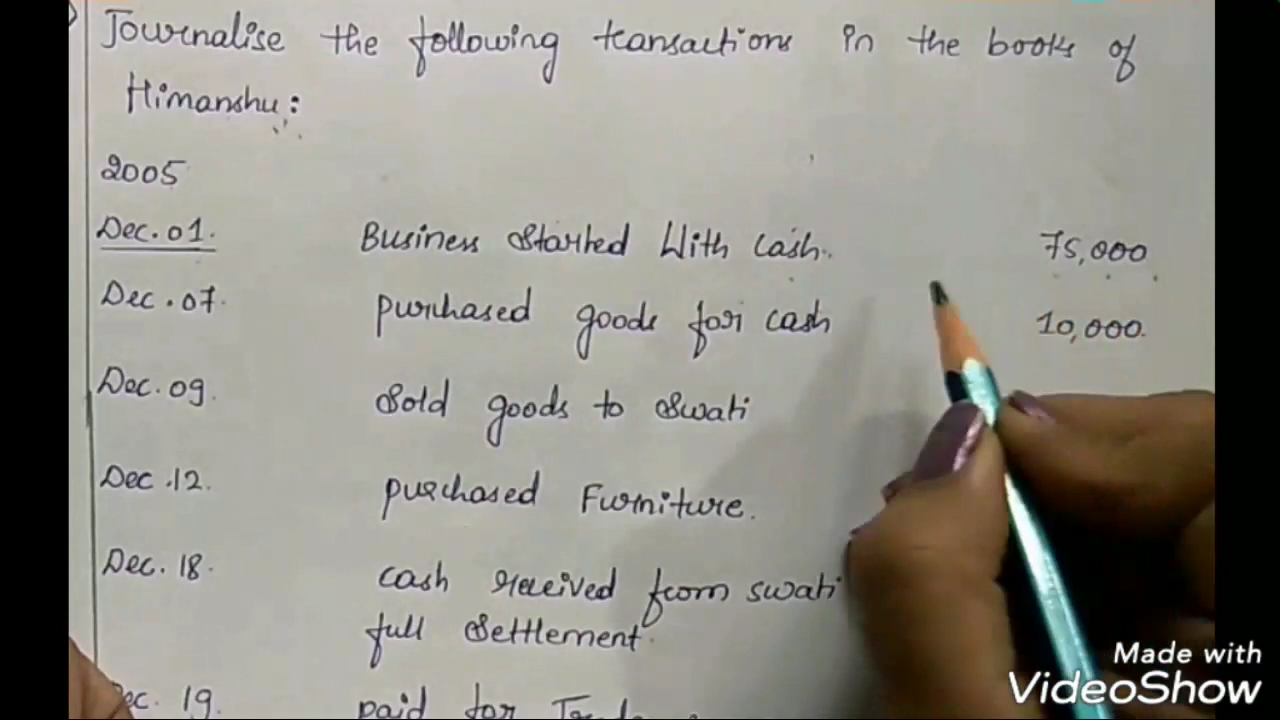 Journalise the following transactions in the books of
Himanshu:
2005
Dec. 01. Business Started With cash. 75,000
Dec. 07. purchased goods for cash 10,000.
Dec. 09. Sold goods to Swati
Dec. 12. purchased Furniture.
Dec. 18. cash received from swati
full Settlement.
Dec. 19. paid for
Made with
VideoShow